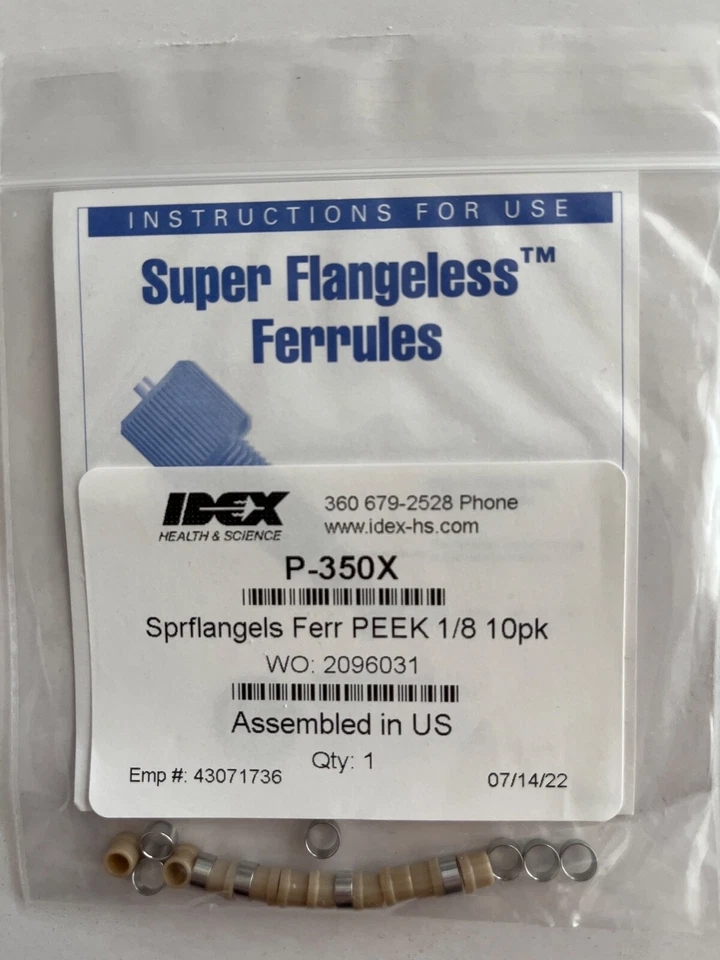 INSTRUCTIONS FOR USE
Super Flangeless™
Ferrules
IDEX
HEALTH & SCIENCE
360 679-2528 Phone
www.idex-hs.com
P-350X
Sprflangels Ferr PEEK 1/8 10pk
WO: 2096031
Assembled in US
Qty: 1
Emp #: 43071736
07/14/22